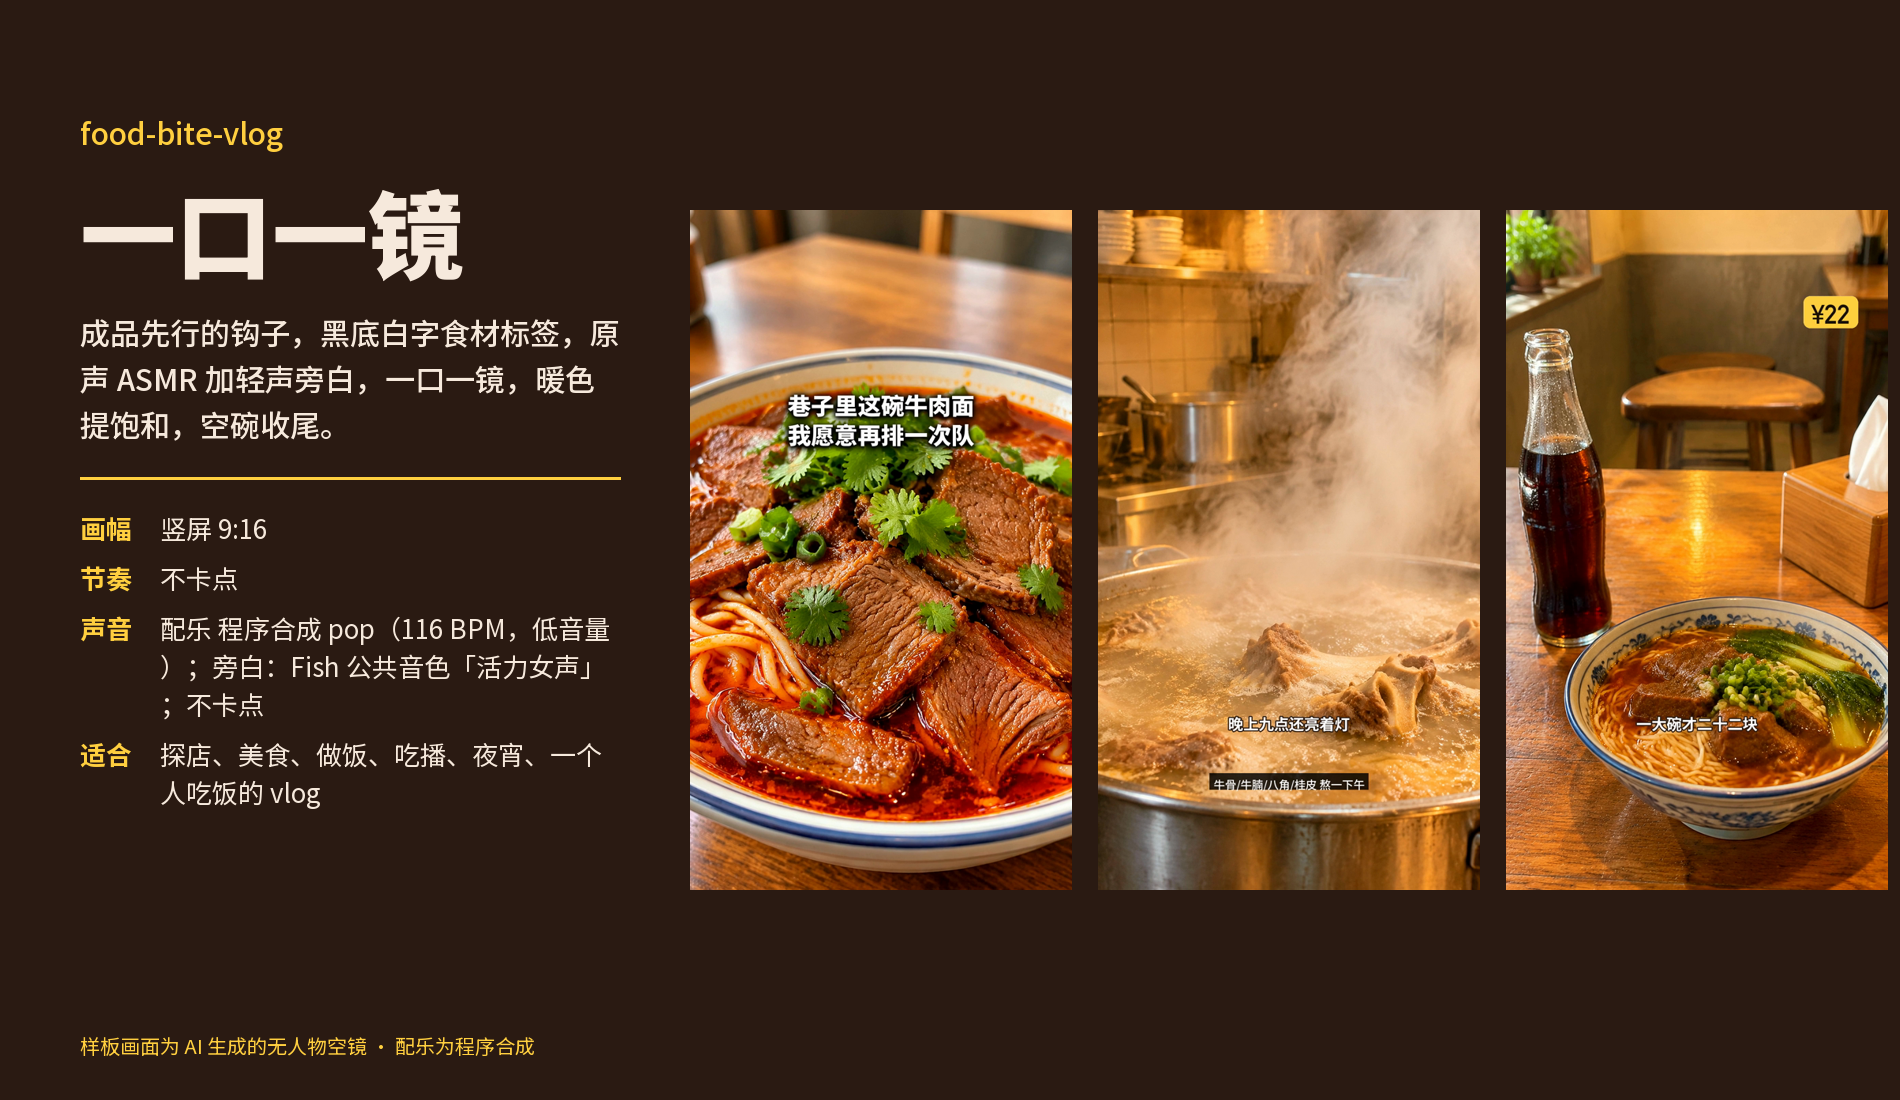 food-bite-vlog
一口一镜
成品先行的钩子，黑底白字食材标签，原
声 ASMR 加轻声旁白，一口一镜，暖色
提饱和，空碗收尾。
画幅 竖屏 9:16
节奏 不卡点
声音 配乐 程序合成 pop（116 BPM，低音量
）；旁白：Fish 公共音色「活力女声」
；不卡点
适合 探店、美食、做饭、吃播、夜宵、一个
人吃饭的 vlog
样板画面为 AI 生成的无人物空镜 · 配乐为程序合成
巷子里这碗牛肉面
我愿意再排一次队
晚上九点还亮着灯
牛骨/牛腩/八角/桂皮 熬一下午
¥22
一大碗才二十二块